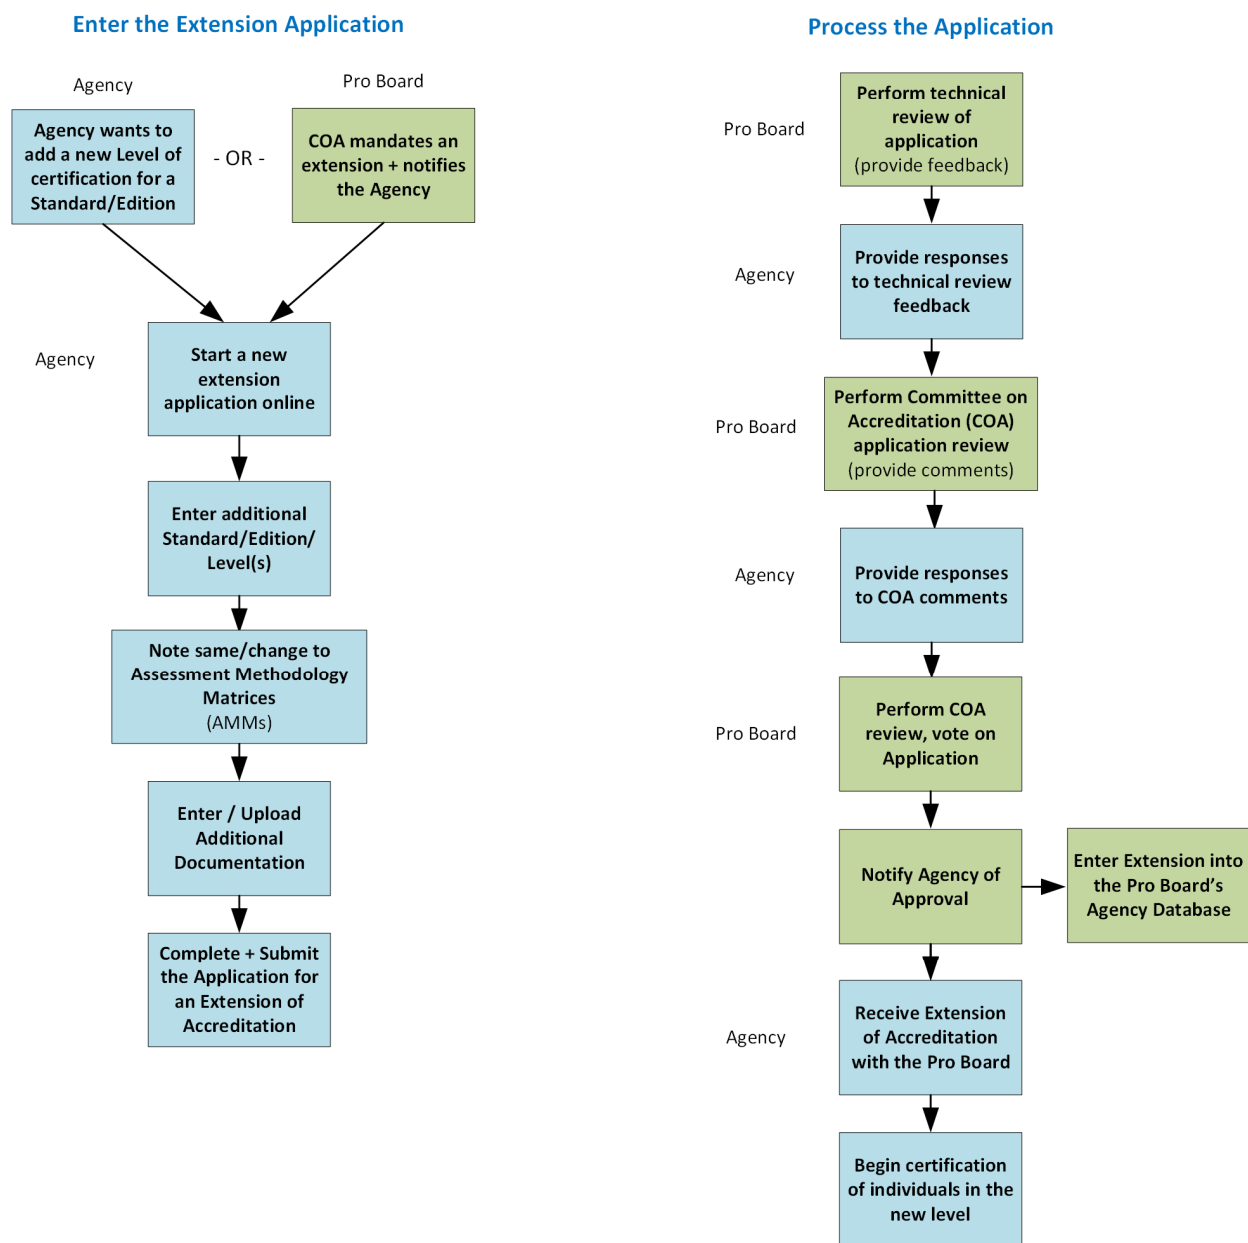 Enter the Extension Application
Agency
Pro Board
Agency wants to
add a new Level of
certification for a
Standard/Edition
- OR -
COA mandates an
extension + notifies
the Agency
Agency
Start a new
extension
application online
Enter additional
Standard/Edition/
Level(s)
Note same/change to
Assessment Methodology
Matrices
(AMMs)
Enter / Upload
Additional
Documentation
Complete + Submit
the Application for
an Extension of
Accreditation
Process the Application
Pro Board
Perform technical
review of
application
(provide feedback)
Agency
Provide responses
to technical review
feedback
Pro Board
Perform Committee on
Accreditation (COA)
application review
(provide comments)
Agency
Provide responses
to COA comments
Pro Board
Perform COA
review, vote on
Application
Notify Agency of
Approval
Enter Extension into
the Pro Board’s
Agency Database
Agency
Receive Extension
of Accreditation
with the Pro Board
Begin certification
of individuals in the
new level